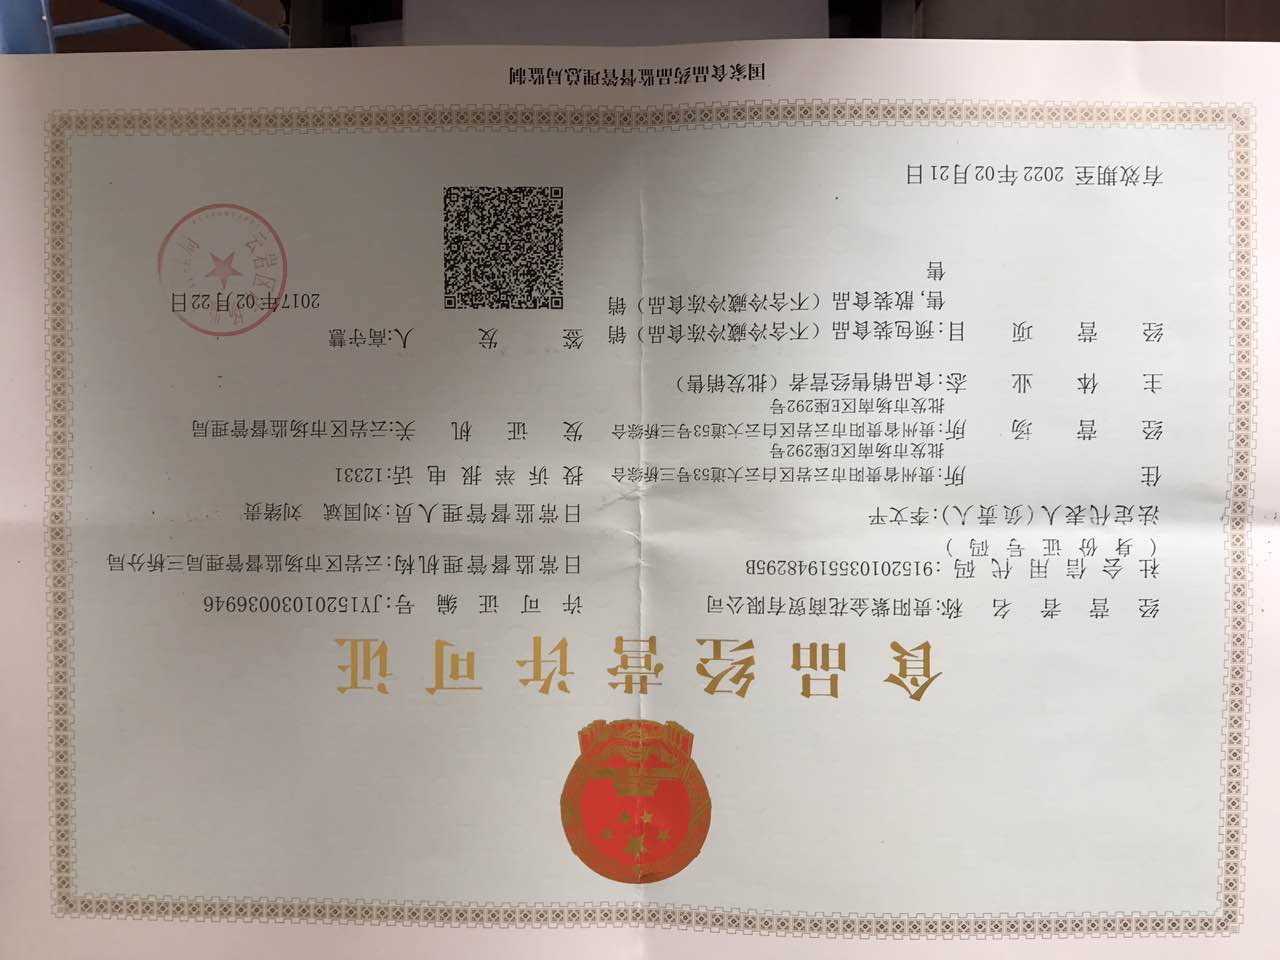 食品经营许可证
经营者名称:贵阳紫金花商贸有限公司
社会信用代码:91520103551948295B
(身份证号码)
法定代表人(负责人):李文平
住所:贵州省贵阳市云岩区白云大道53号三桥综合
批发市场南区E座292号
经营场所:贵州省贵阳市云岩区白云大道53号三桥综合
批发市场南区E座292号
主体业态:食品销售经营者(批发销售)
经营项目:预包装食品(不含冷藏冷冻食品)销
售,散装食品(不含冷藏冷冻食品)销
售
有效期至 2022年02月21日
许可证编号:JY15201030036946
日常监督管理机构:云岩区市场监督管理局三桥分局
日常监督管理人员:刘国斌 刘绪贵
投诉举报电话:12331
发证机关:云岩区市场监督管理局
签发人:高守慧
2017年02月22日
云岩区市场监
国家食品药品监督管理总局监制